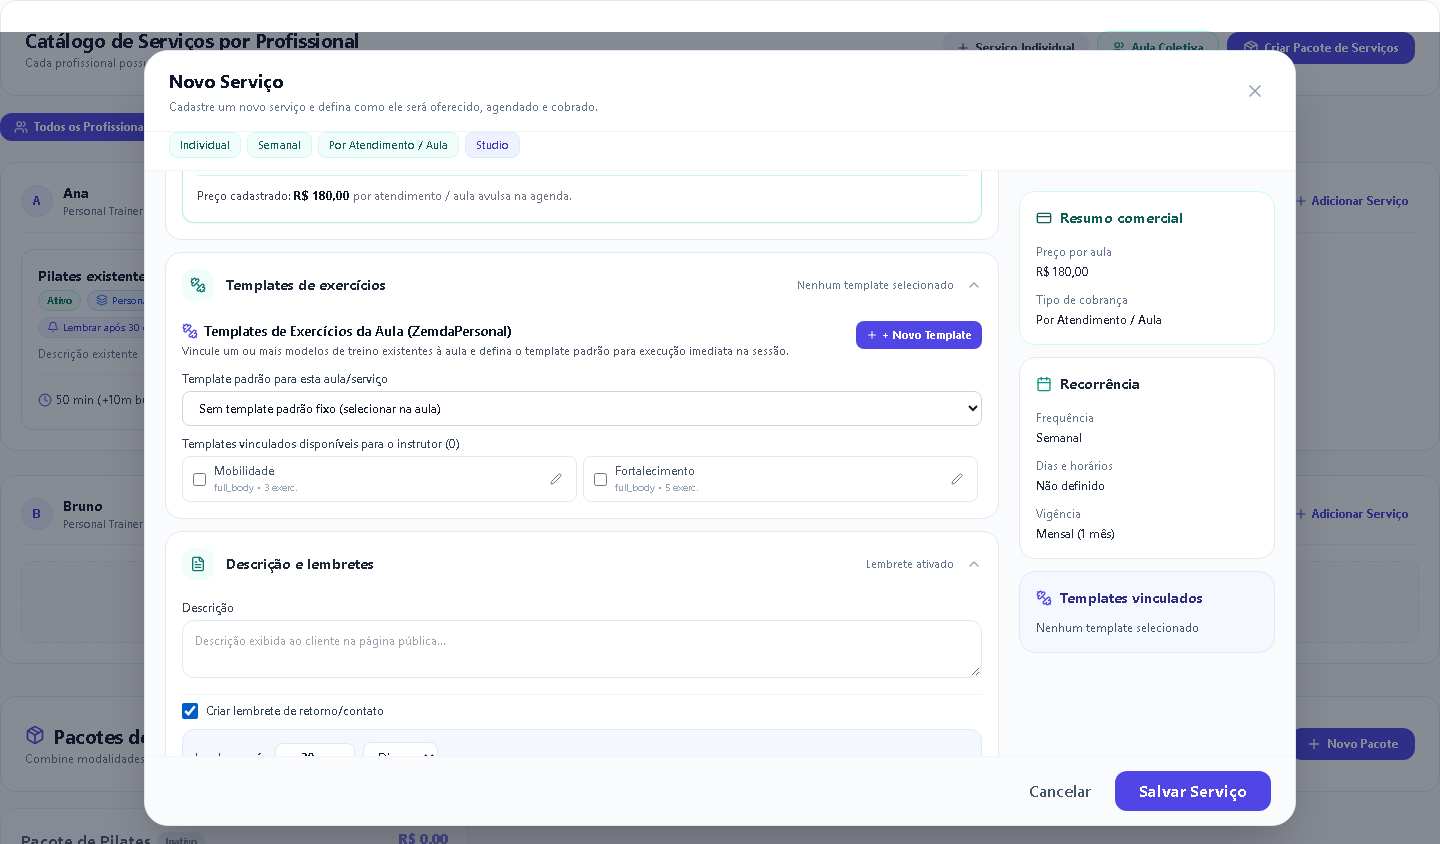 Catálogo de Serviços por Profissional
Cada profissional possu
Serviço Individual
Aula Coletiva
Criar Pacote de Serviços
Todos os Profissiona
Novo Serviço
Cadastre um novo serviço e defina como ele será oferecido, agendado e cobrado.
Individual
Semanal
Por Atendimento / Aula
Studio
Preço cadastrado: R$ 180,00 por atendimento / aula avulsa na agenda.
Templates de exercícios
Nenhum template selecionado
Templates de Exercícios da Aula (ZemdaPersonal)
+ Novo Template
Vincule um ou mais modelos de treino existentes à aula e defina o template padrão para execução imediata na sessão.
Template padrão para esta aula/serviço
Sem template padrão fixo (selecionar na aula)
Templates vinculados disponíveis para o instrutor (0)
Mobilidade
full_body • 3 exerc.
Fortalecimento
full_body • 5 exerc.
Descrição e lembretes
Lembrete ativado
Descrição
Descrição exibida ao cliente na página pública...
Criar lembrete de retorno/contato
Resumo comercial
Preço por aula
R$ 180,00
Tipo de cobrança
Por Atendimento / Aula
Recorrência
Frequência
Semanal
Dias e horários
Não definido
Vigência
Mensal (1 mês)
Templates vinculados
Nenhum template selecionado
Cancelar
Salvar Serviço
A
Ana
Personal Trainer
Adicionar Serviço
Pilates existente
Ativo
Person.
Lembrar após 30
Descrição existente
50 min (+10m b
B
Bruno
Personal Trainer
Adicionar Serviço
Pacotes d
Combine modalidades
Novo Pacote
Pacote de Pilates
Inativo
R$ 0,00